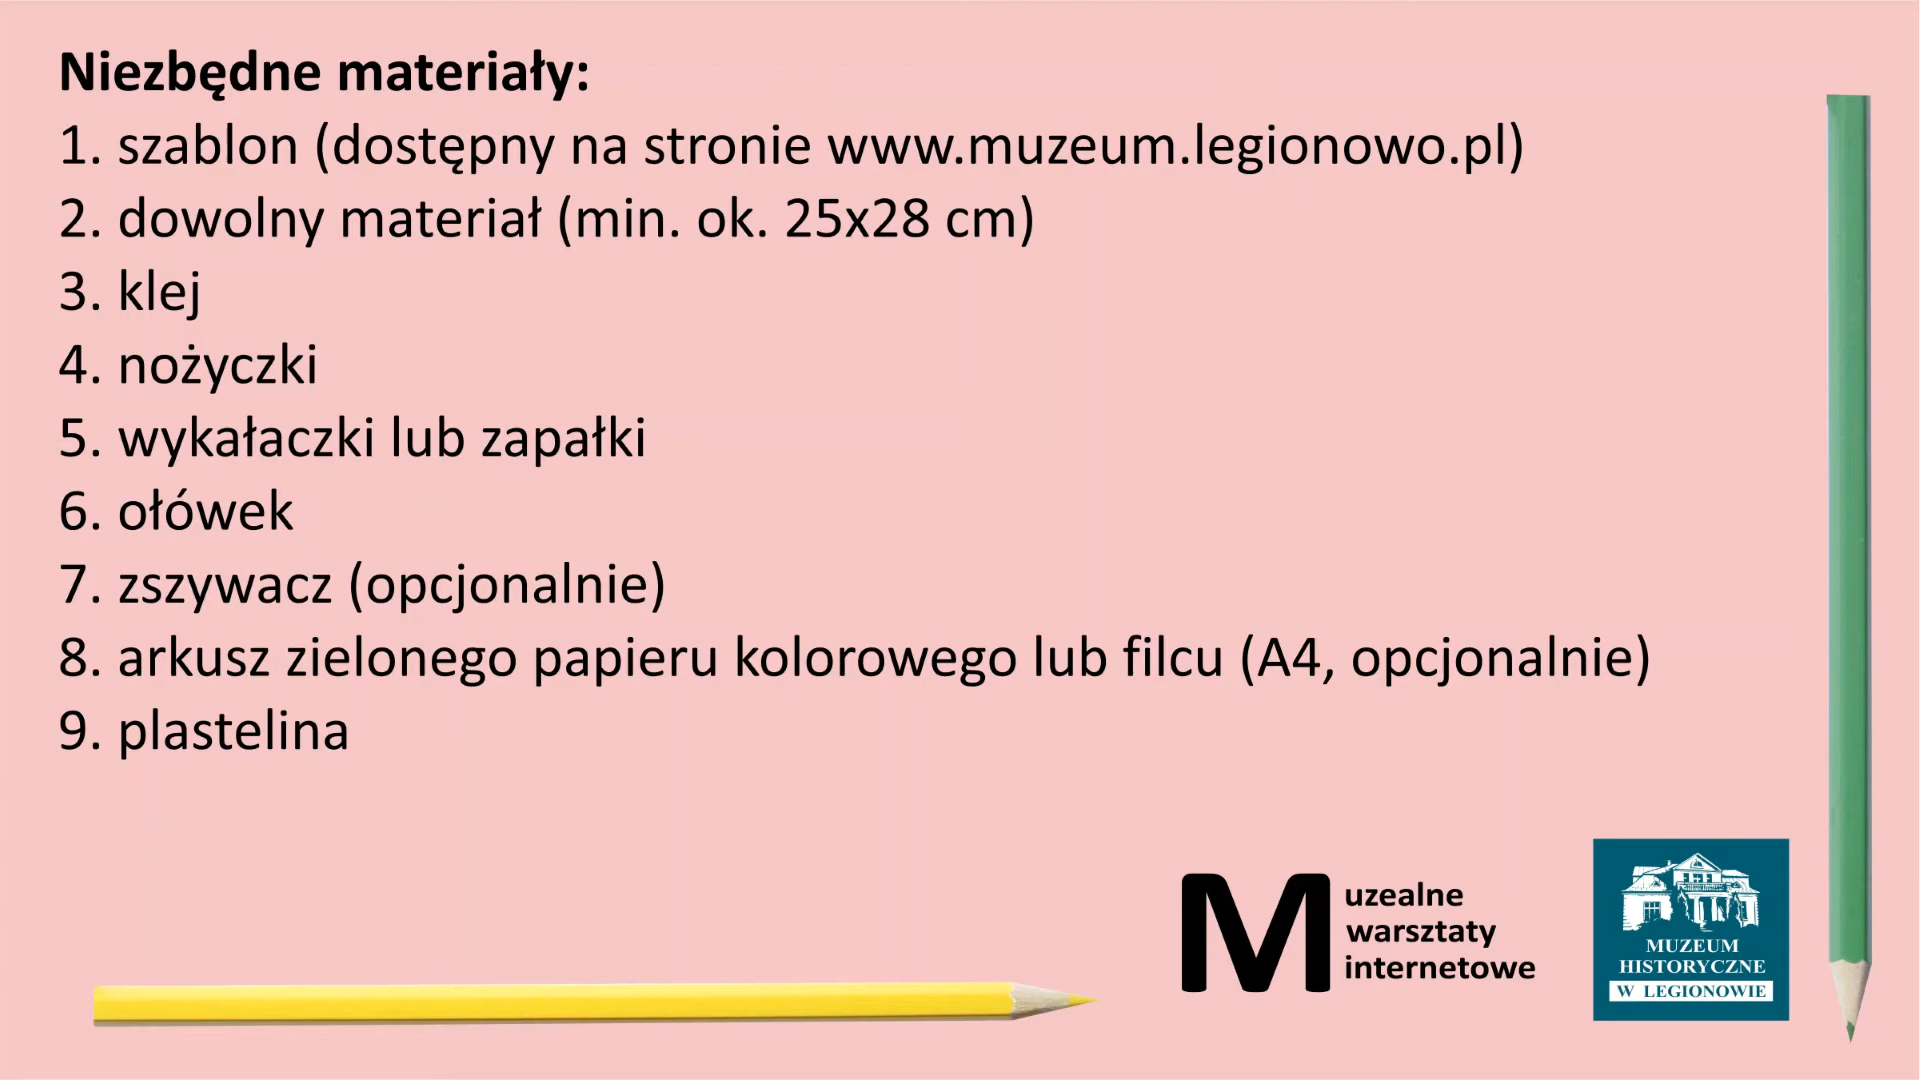 Niezbędne materiały:
1. szablon (dostępny na stronie www.muzeum.legionowo.pl)
2. dowolny materiał (min. ok. 25x28 cm)
3. klej
4. nożyczki
5. wykałaczki lub zapałki
6. ołówek
7. zszywacz (opcjonalnie)
8. arkusz zielonego papieru kolorowego lub filcu (A4, opcjonalnie)
9. plastelina
Muzealne
warsztaty
internetowe
MUZEUM
HISTORYCZNE
W LEGIONOWIE